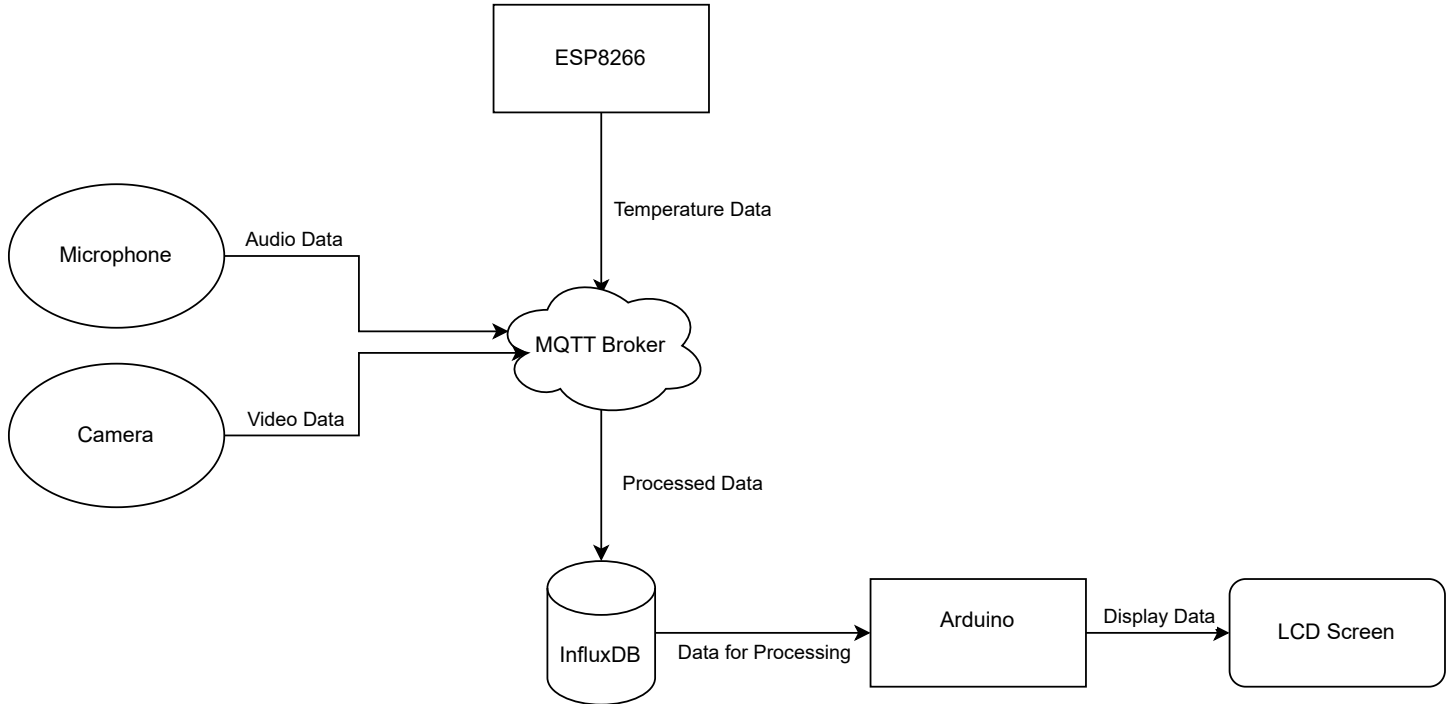 ESP8266
Temperature Data
Microphone
Audio Data
MQTT Broker
Camera
Video Data
Processed Data
InfluxDB
Data for Processing
Arduino
Display Data
LCD Screen